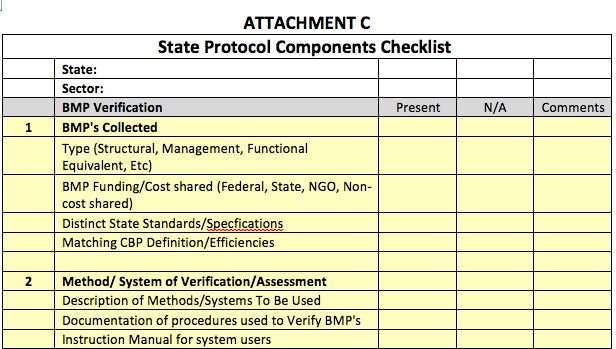 ATTACHMENT C
State Protocol Components Checklist
State:
Sector:
BMP Verification Present N/A Comments
1 BMP's Collected
Type (Structural, Management, Functional
Equivalent, Etc)
BMP Funding/Cost shared (Federal, State, NGO, Non-
cost shared)
Distinct State Standards/Specfications
Matching CBP Definition/Efficiencies
2 Method/ System of Verification/Assessment
Description of Methods/Systems To Be Used
Documentation of procedures used to Verify BMP's
Instruction Manual for system users